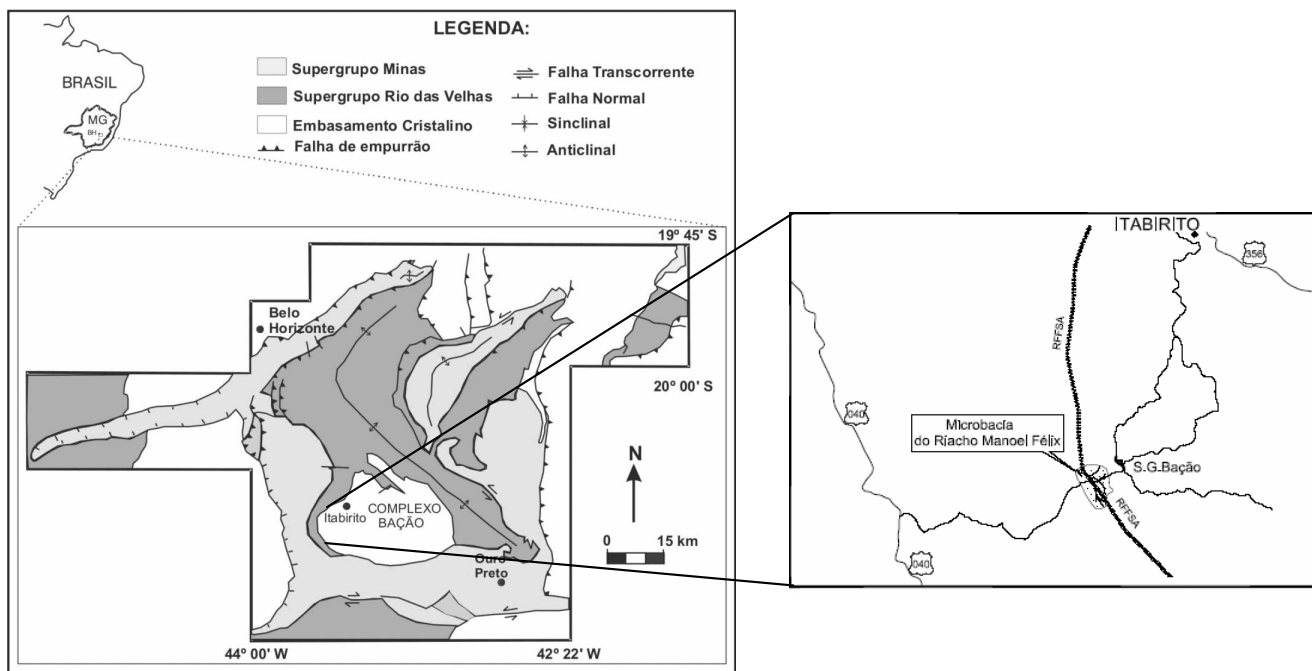 LEGENDA:
BRASIL
MG
BH
Supergrupo Minas
Supergrupo Rio das Velhas
Embasamento Cristalino
Falha de empurrão
Falha Transcorrente
Falha Normal
Sinclinal
Anticlinal
19º 45' S
Belo
Horizonte
20º 00' S
N
Itabirito
COMPLEXO
BAÇÃO
0 15 km
Ouro
Preto
44º 00' W
42º 22' W
ITABIRITO
356
RFFSA
040
Microbacia
do Riacho Manoel Félix
S.G.Bação
RFFSA
040